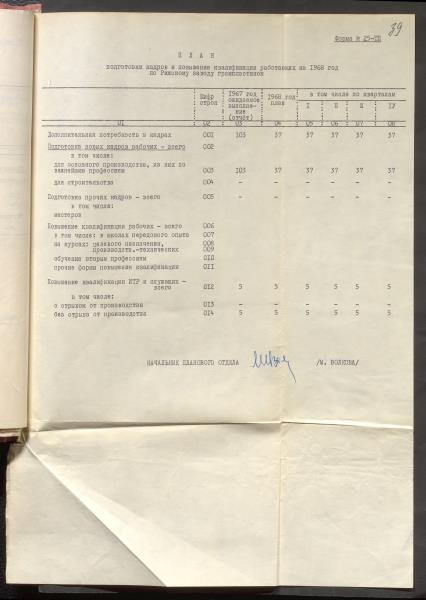 39
Форма № 25-ТП
П Л А Н
подготовки кадров и повышение квалификации работающих на 1968 год
по Рижскому заводу грампластинок
Шифр строк | 1967 год ожидаемое выполнение (отчёт) | 1968 год план | в том числе по кварталам
I | II | III | IУ
01 | 02 | 03 | 04 | 05 | 06 | 07 | 08
Дополнительная потребность в кадрах 001 103 37 37 37 37 37
Подготовка новых кадров рабочих - всего 002
в том числе:
для основного производства, из них по
важнейшим профессиям 003 103 37 37 37 37 37
для строительства 004 - - - - - -
Подготовка прочих кадров - всего 005 - - - - - -
в том числе:
мастеров
Повышение квалификации рабочих - всего 006
в том числе: в школах передового опыта 007
на курсах: целевого назначения, 008
производств.-технических 009
обучение вторым профессиям 010
прочие формы повышения квалификации 011
Повышение квалификации ИТР и служащих -
всего 012 5 5 5 5 5 5
в том числе:
с отрывом от производства 013 - - - - - -
без отрыва от производства 014 5 5 5 5 5 5
НАЧАЛЬНИК ПЛАНОВОГО ОТДЕЛА /М. ВОЛКОВА/